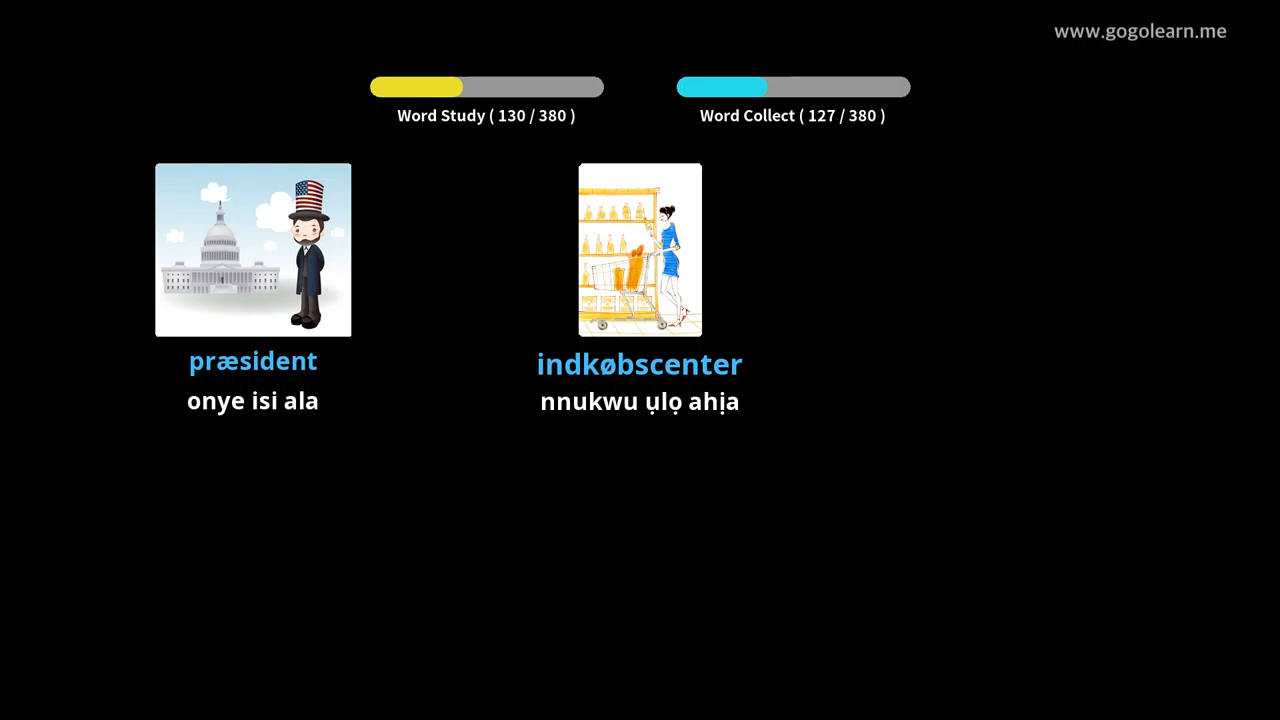 www.gogolearn.me
Word Study ( 130 / 380 )
Word Collect ( 127 / 380 )
præsident
onye isi ala
indkøbscenter
nnukwu ụlọ ahịa